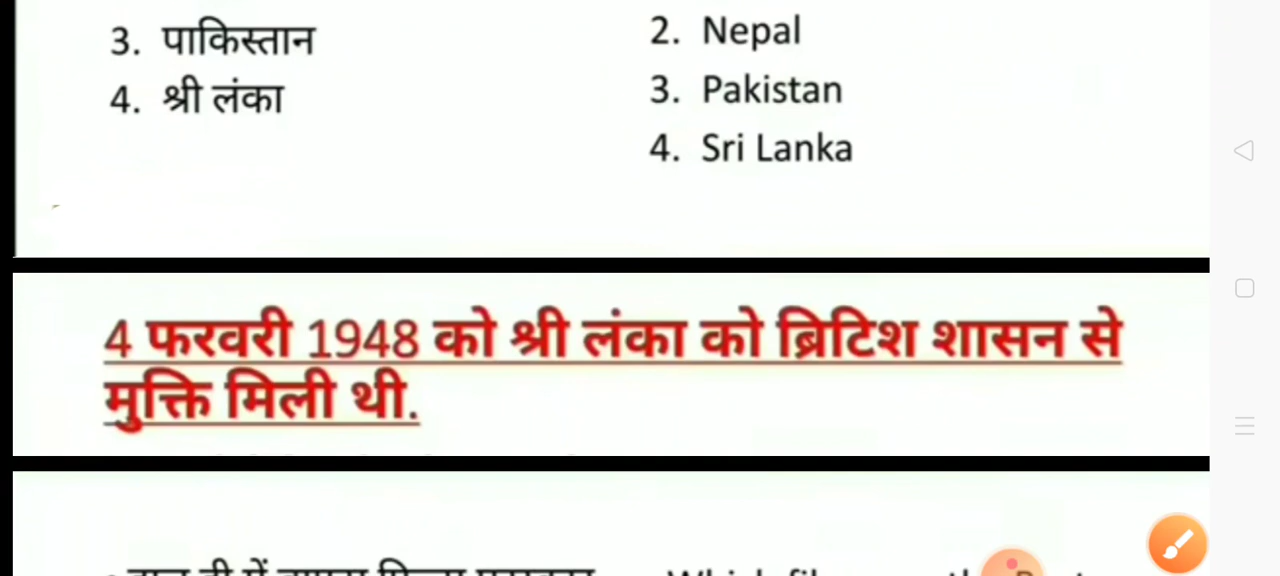 3. पाकिस्तान
4. श्री लंका
2. Nepal
3. Pakistan
4. Sri Lanka
4 फरवरी 1948 को श्री लंका को ब्रिटिश शासन से
मुक्ति मिली थी.